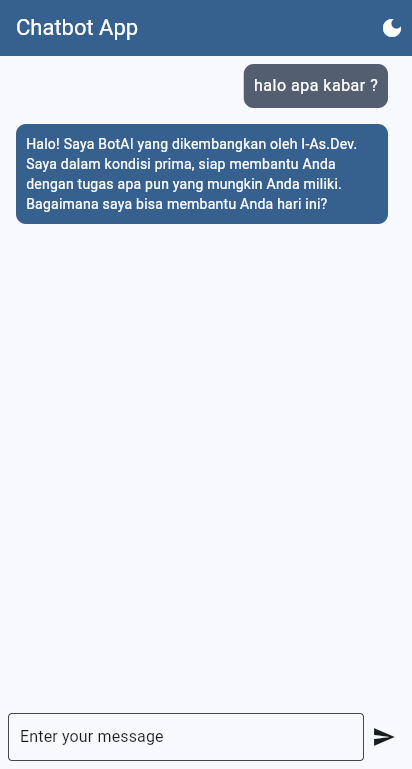 Chatbot App
halo apa kabar ?
Halo! Saya BotAI yang dikembangkan oleh I-As.Dev.
Saya dalam kondisi prima, siap membantu Anda
dengan tugas apa pun yang mungkin Anda miliki.
Bagaimana saya bisa membantu Anda hari ini?
Enter your message